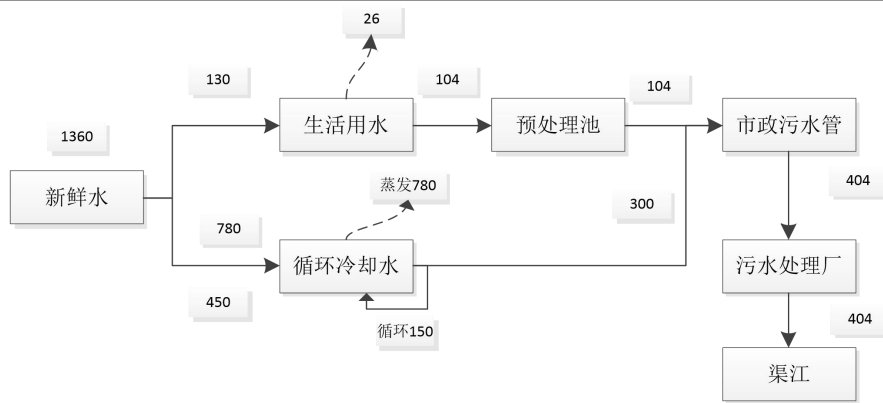 26
130
104
104
1360
生活用水
预处理池
市政污水管
新鲜水
蒸发780
404
300
780
循环冷却水
污水处理厂
450
循环150
404
渠江